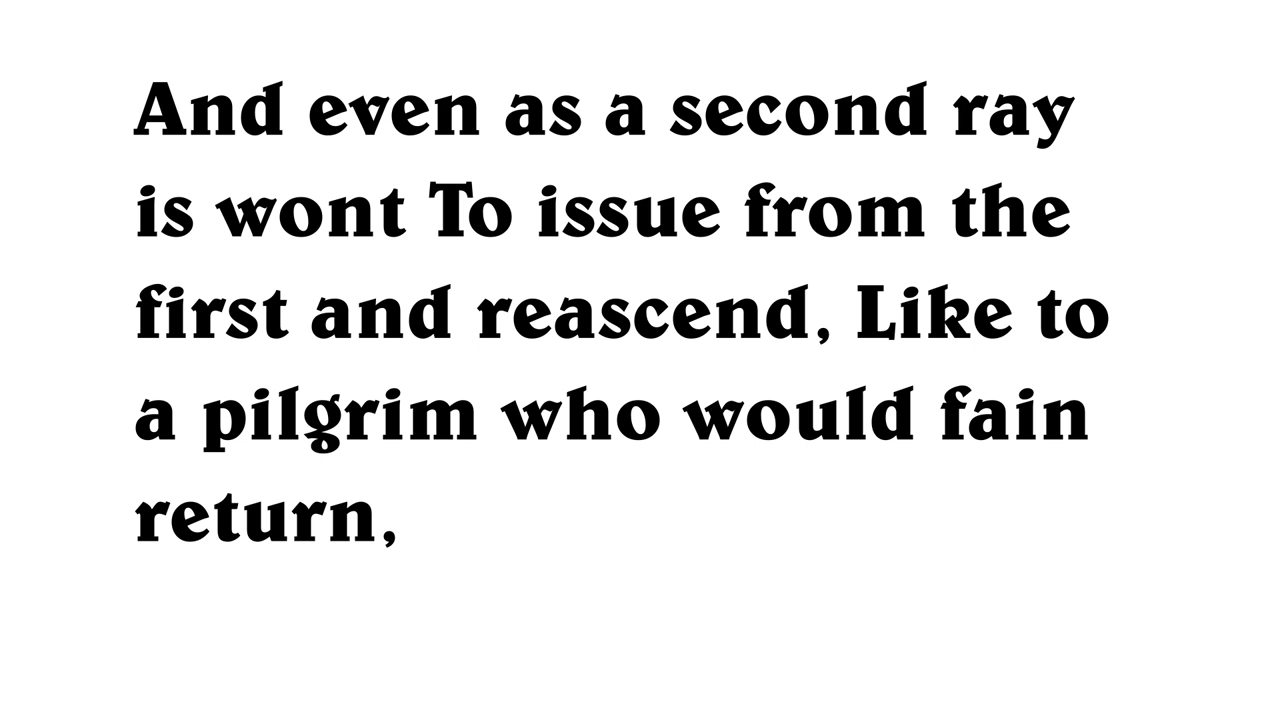 And even as a second ray
is wont To issue from the
first and reascend, Like to
a pilgrim who would fain
return,